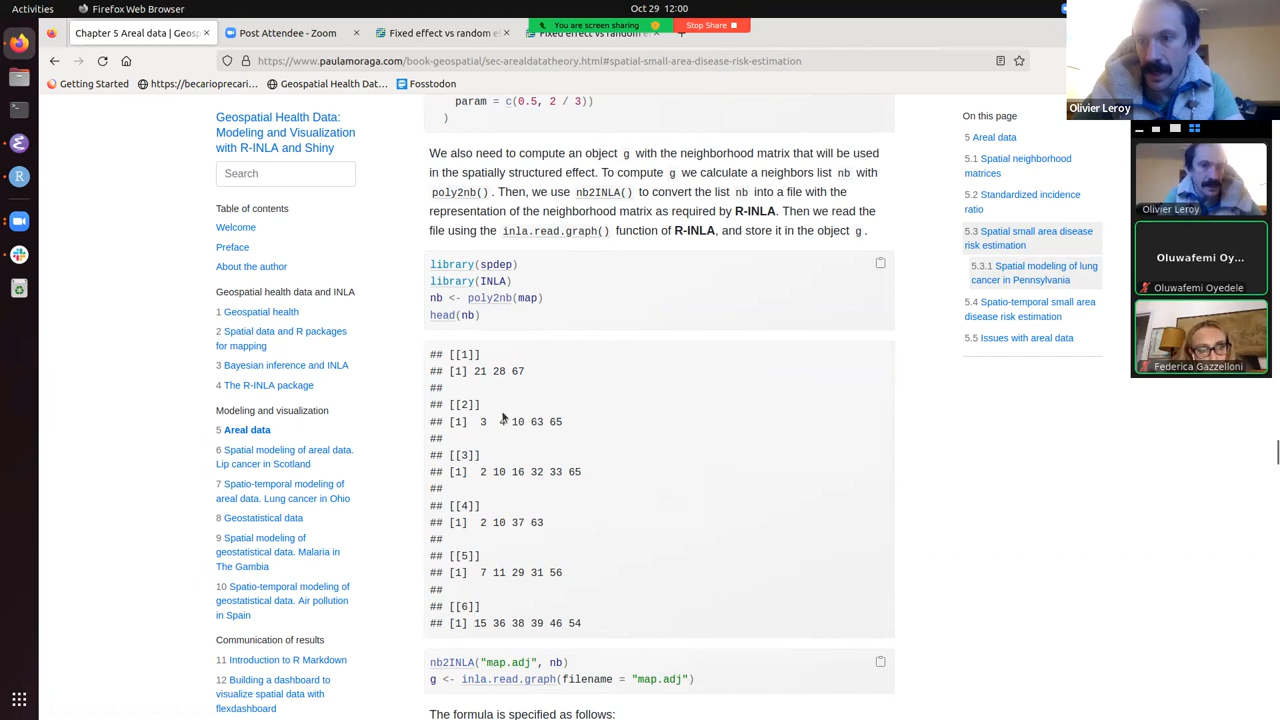 Activities
Firefox Web Browser
Oct 29 12:00
You are screen sharing
Stop Share
Chapter 5 Areal data | Geosp
Post Attendee - Zoom
Fixed effect vs random e
Fixed effect vs random
https://www.paulamoraga.com/book-geospatial/sec-arealdatatheory.html#spatial-small-area-disease-risk-estimation
Getting Started
https://becarioprecari...
Geospatial Health Dat...
Fosstodon
Geospatial Health Data:
Modeling and Visualization
with R-INLA and Shiny
Search
Table of contents
Welcome
Preface
About the author
Geospatial health data and INLA
1 Geospatial health
2 Spatial data and R packages
for mapping
3 Bayesian inference and INLA
4 The R-INLA package
Modeling and visualization
5 Areal data
6 Spatial modeling of areal data.
Lip cancer in Scotland
7 Spatio-temporal modeling of
areal data. Lung cancer in Ohio
8 Geostatistical data
9 Spatial modeling of
geostatistical data. Malaria in
The Gambia
10 Spatio-temporal modeling of
geostatistical data. Air pollution
in Spain
Communication of results
11 Introduction to R Markdown
12 Building a dashboard to
visualize spatial data with
flexdashboard
param = c(0.5, 2 / 3))
)
We also need to compute an object g with the neighborhood matrix that will be used
in the spatially structured effect. To compute g we calculate a neighbors list nb with
poly2nb(). Then, we use nb2INLA() to convert the list nb into a file with the
representation of the neighborhood matrix as required by R-INLA. Then we read the
file using the inla.read.graph() function of R-INLA, and store it in the object g.
library(spdep)
library(INLA)
nb <- poly2nb(map)
head(nb)
## [[1]]
## [1] 21 28 67
##
## [[2]]
## [1]  3  4 10 63 65
##
## [[3]]
## [1]  2 10 16 32 33 65
##
## [[4]]
## [1]  2 10 37 63
##
## [[5]]
## [1]  7 11 29 31 56
##
## [[6]]
## [1] 15 36 38 39 46 54
nb2INLA("map.adj", nb)
g <- inla.read.graph(filename = "map.adj")
The formula is specified as follows:
On this page
5 Areal data
5.1 Spatial neighborhood
matrices
5.2 Standardized incidence
ratio
5.3 Spatial small area disease
risk estimation
5.3.1 Spatial modeling of lung
cancer in Pennsylvania
5.4 Spatio-temporal small area
disease risk estimation
5.5 Issues with areal data
Olivier Leroy
Olivier Leroy
Oluwafemi Oy...
Oluwafemi Oyedele
Federica Gazzelloni